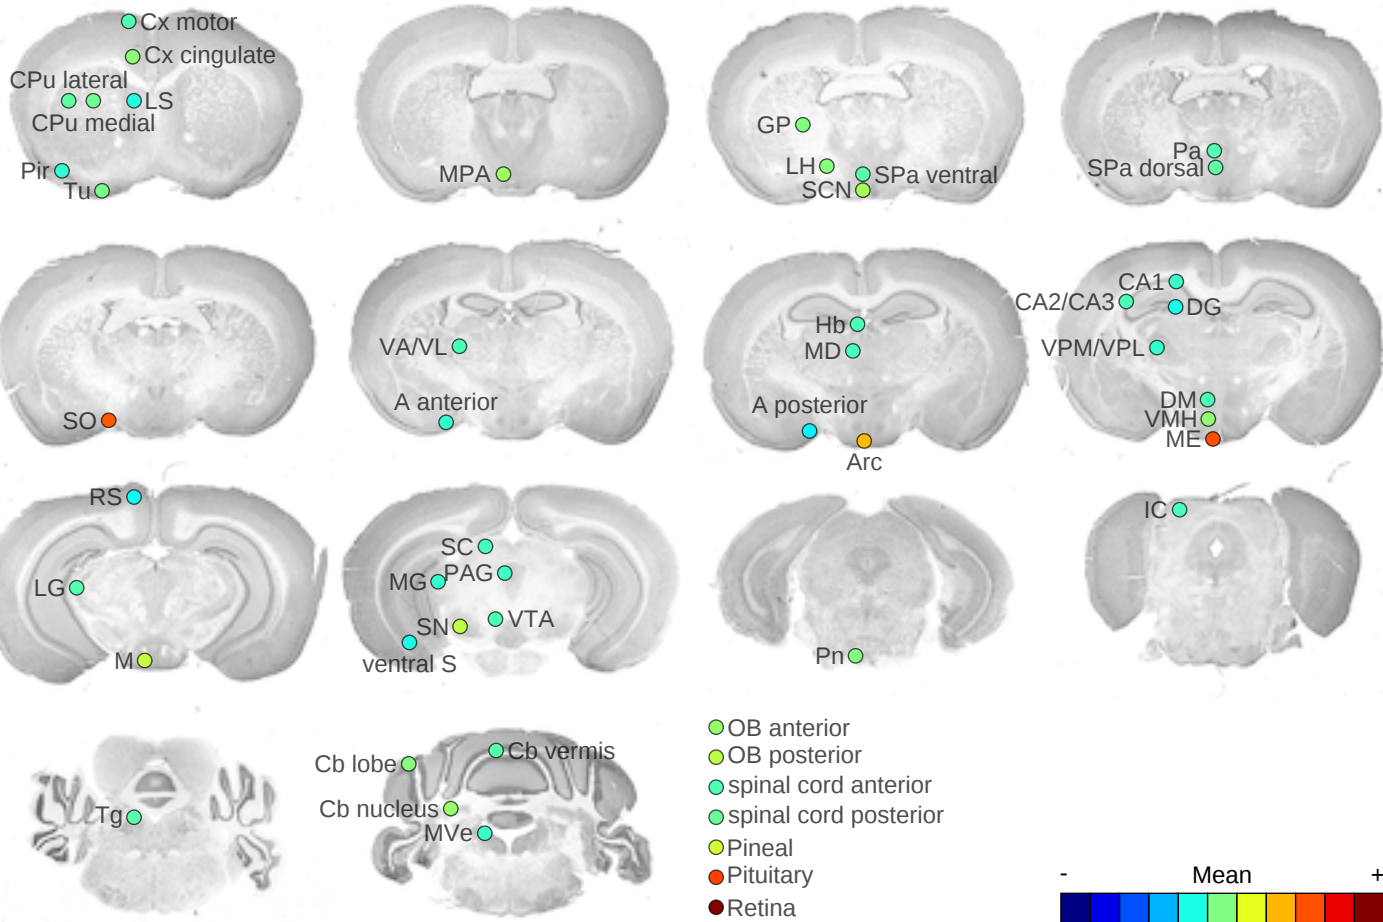 Cx motor
Cx cingulate
CPu lateral
LS
CPu medial
Pir
Tu
MPA
GP
LH
SPa ventral
SCN
Pa
SPa dorsal
SO
VA/VL
A anterior
Hb
MD
A posterior
Arc
CA1
CA2/CA3
DG
VPM/VPL
DM
VMH
ME
RS
LG
M
SC
PAG
MG
VTA
SN
ventral S
Pn
IC
Tg
Cb lobe
Cb vermis
Cb nucleus
MVe
OB anterior
OB posterior
spinal cord anterior
spinal cord posterior
Pineal
Pituitary
Retina
- Mean +